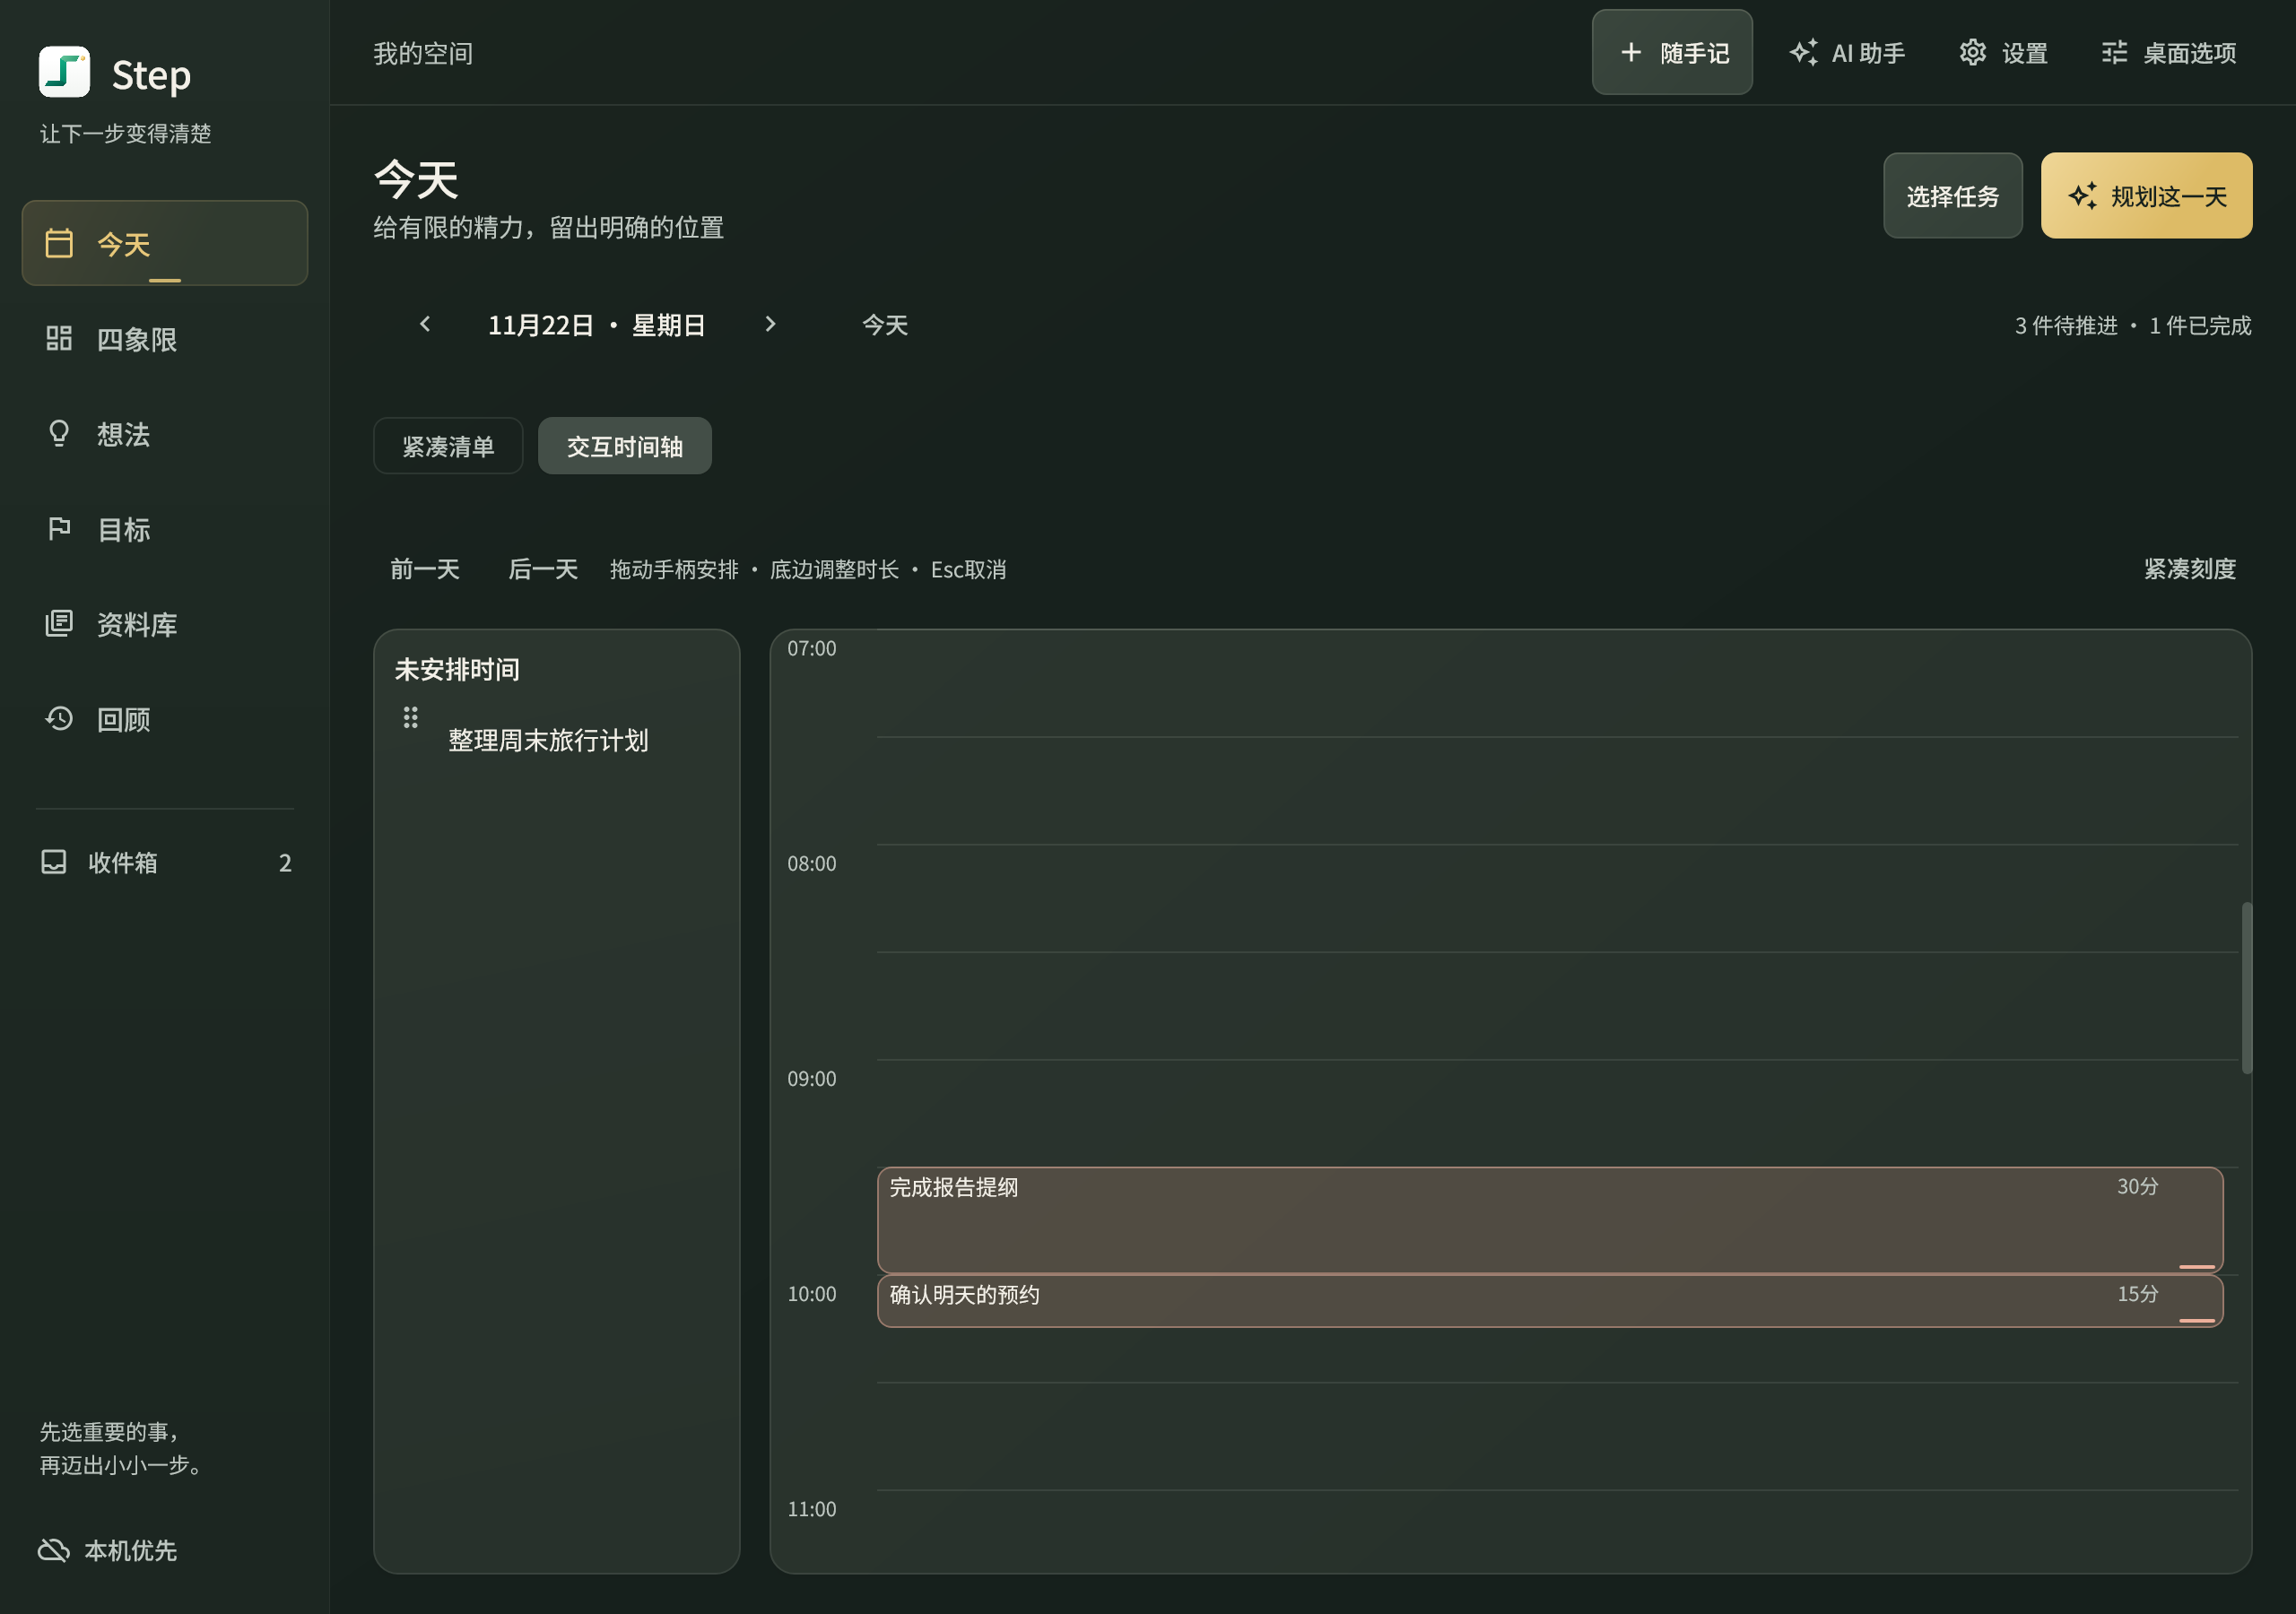 Step
让下一步变得清楚
今天
四象限
想法
目标
资料库
回顾
收件箱 2
先选重要的事，
再迈出小小一步。
本机优先
我的空间
随手记
AI 助手
设置
桌面选项
今天
给有限的精力，留出明确的位置
选择任务
规划这一天
11月22日 · 星期日
今天
3 件待推进 · 1 件已完成
紧凑清单
交互时间轴
前一天
后一天
拖动手柄安排 · 底边调整时长 · Esc取消
紧凑刻度
未安排时间
整理周末旅行计划
07:00
08:00
09:00
完成报告提纲 30分
10:00
确认明天的预约 15分
11:00